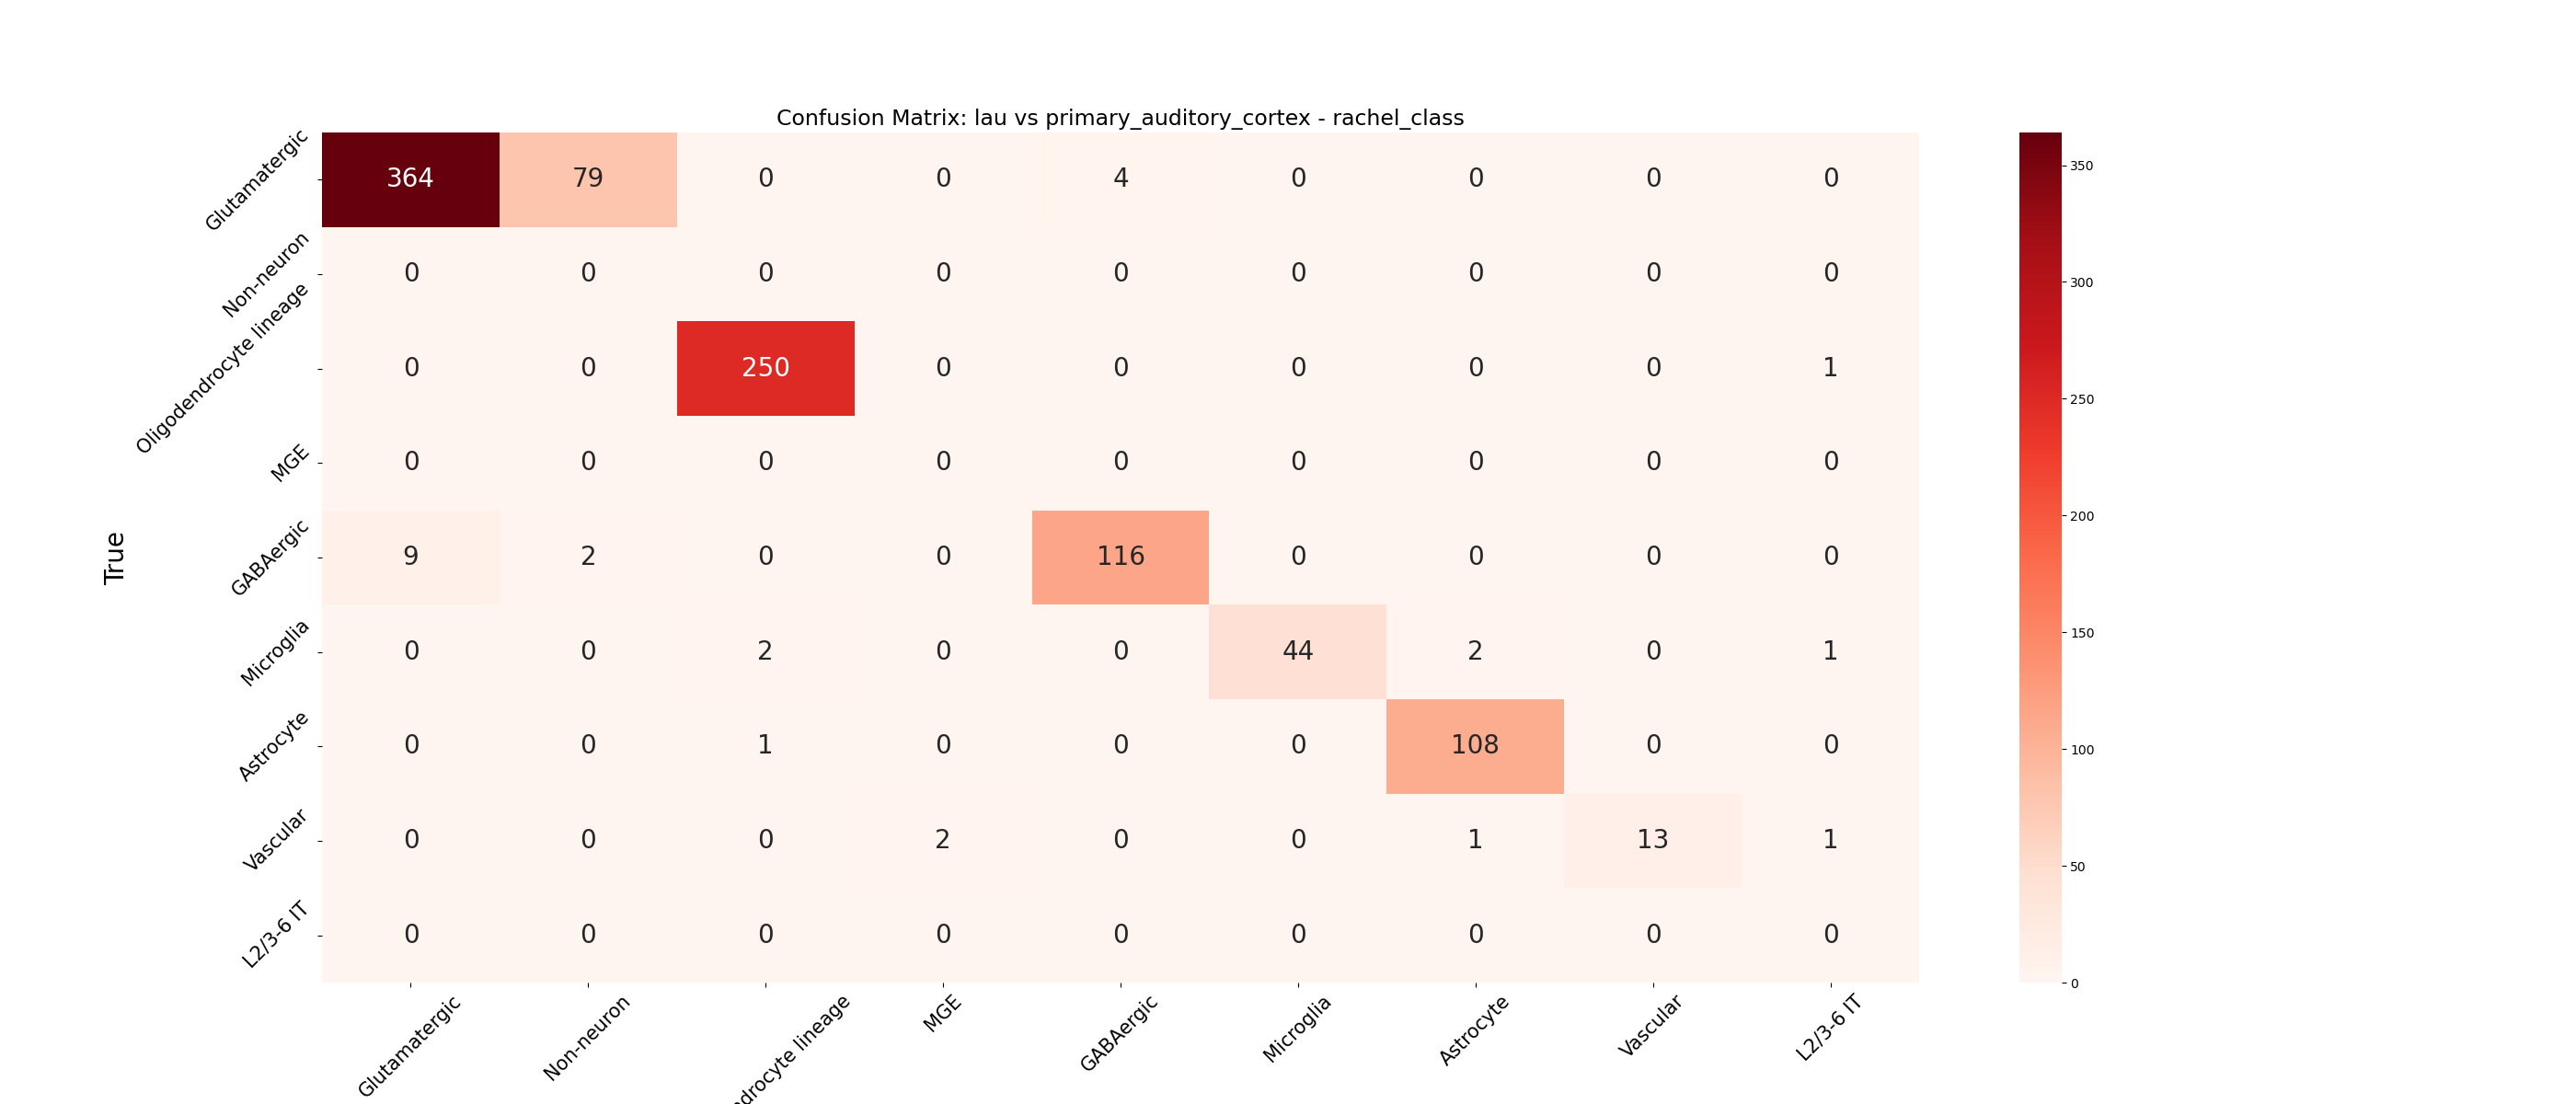 Confusion Matrix: lau vs primary_auditory_cortex - rachel_class
True
Glutamatergic 364 79 0 0 4 0 0 0 0
Non-neuron 0 0 0 0 0 0 0 0 0
Oligodendrocyte lineage 0 0 250 0 0 0 0 0 1
MGE 0 0 0 0 0 0 0 0 0
GABAergic 9 2 0 0 116 0 0 0 0
Microglia 0 0 2 0 0 44 2 0 1
Astrocyte 0 0 1 0 0 0 108 0 0
Vascular 0 0 0 2 0 0 1 13 1
L2/3-6 IT 0 0 0 0 0 0 0 0 0
Glutamatergic Non-neuron ndrocyte lineage MGE GABAergic Microglia Astrocyte Vascular L2/3-6 IT
350
300
250
200
150
100
50
0